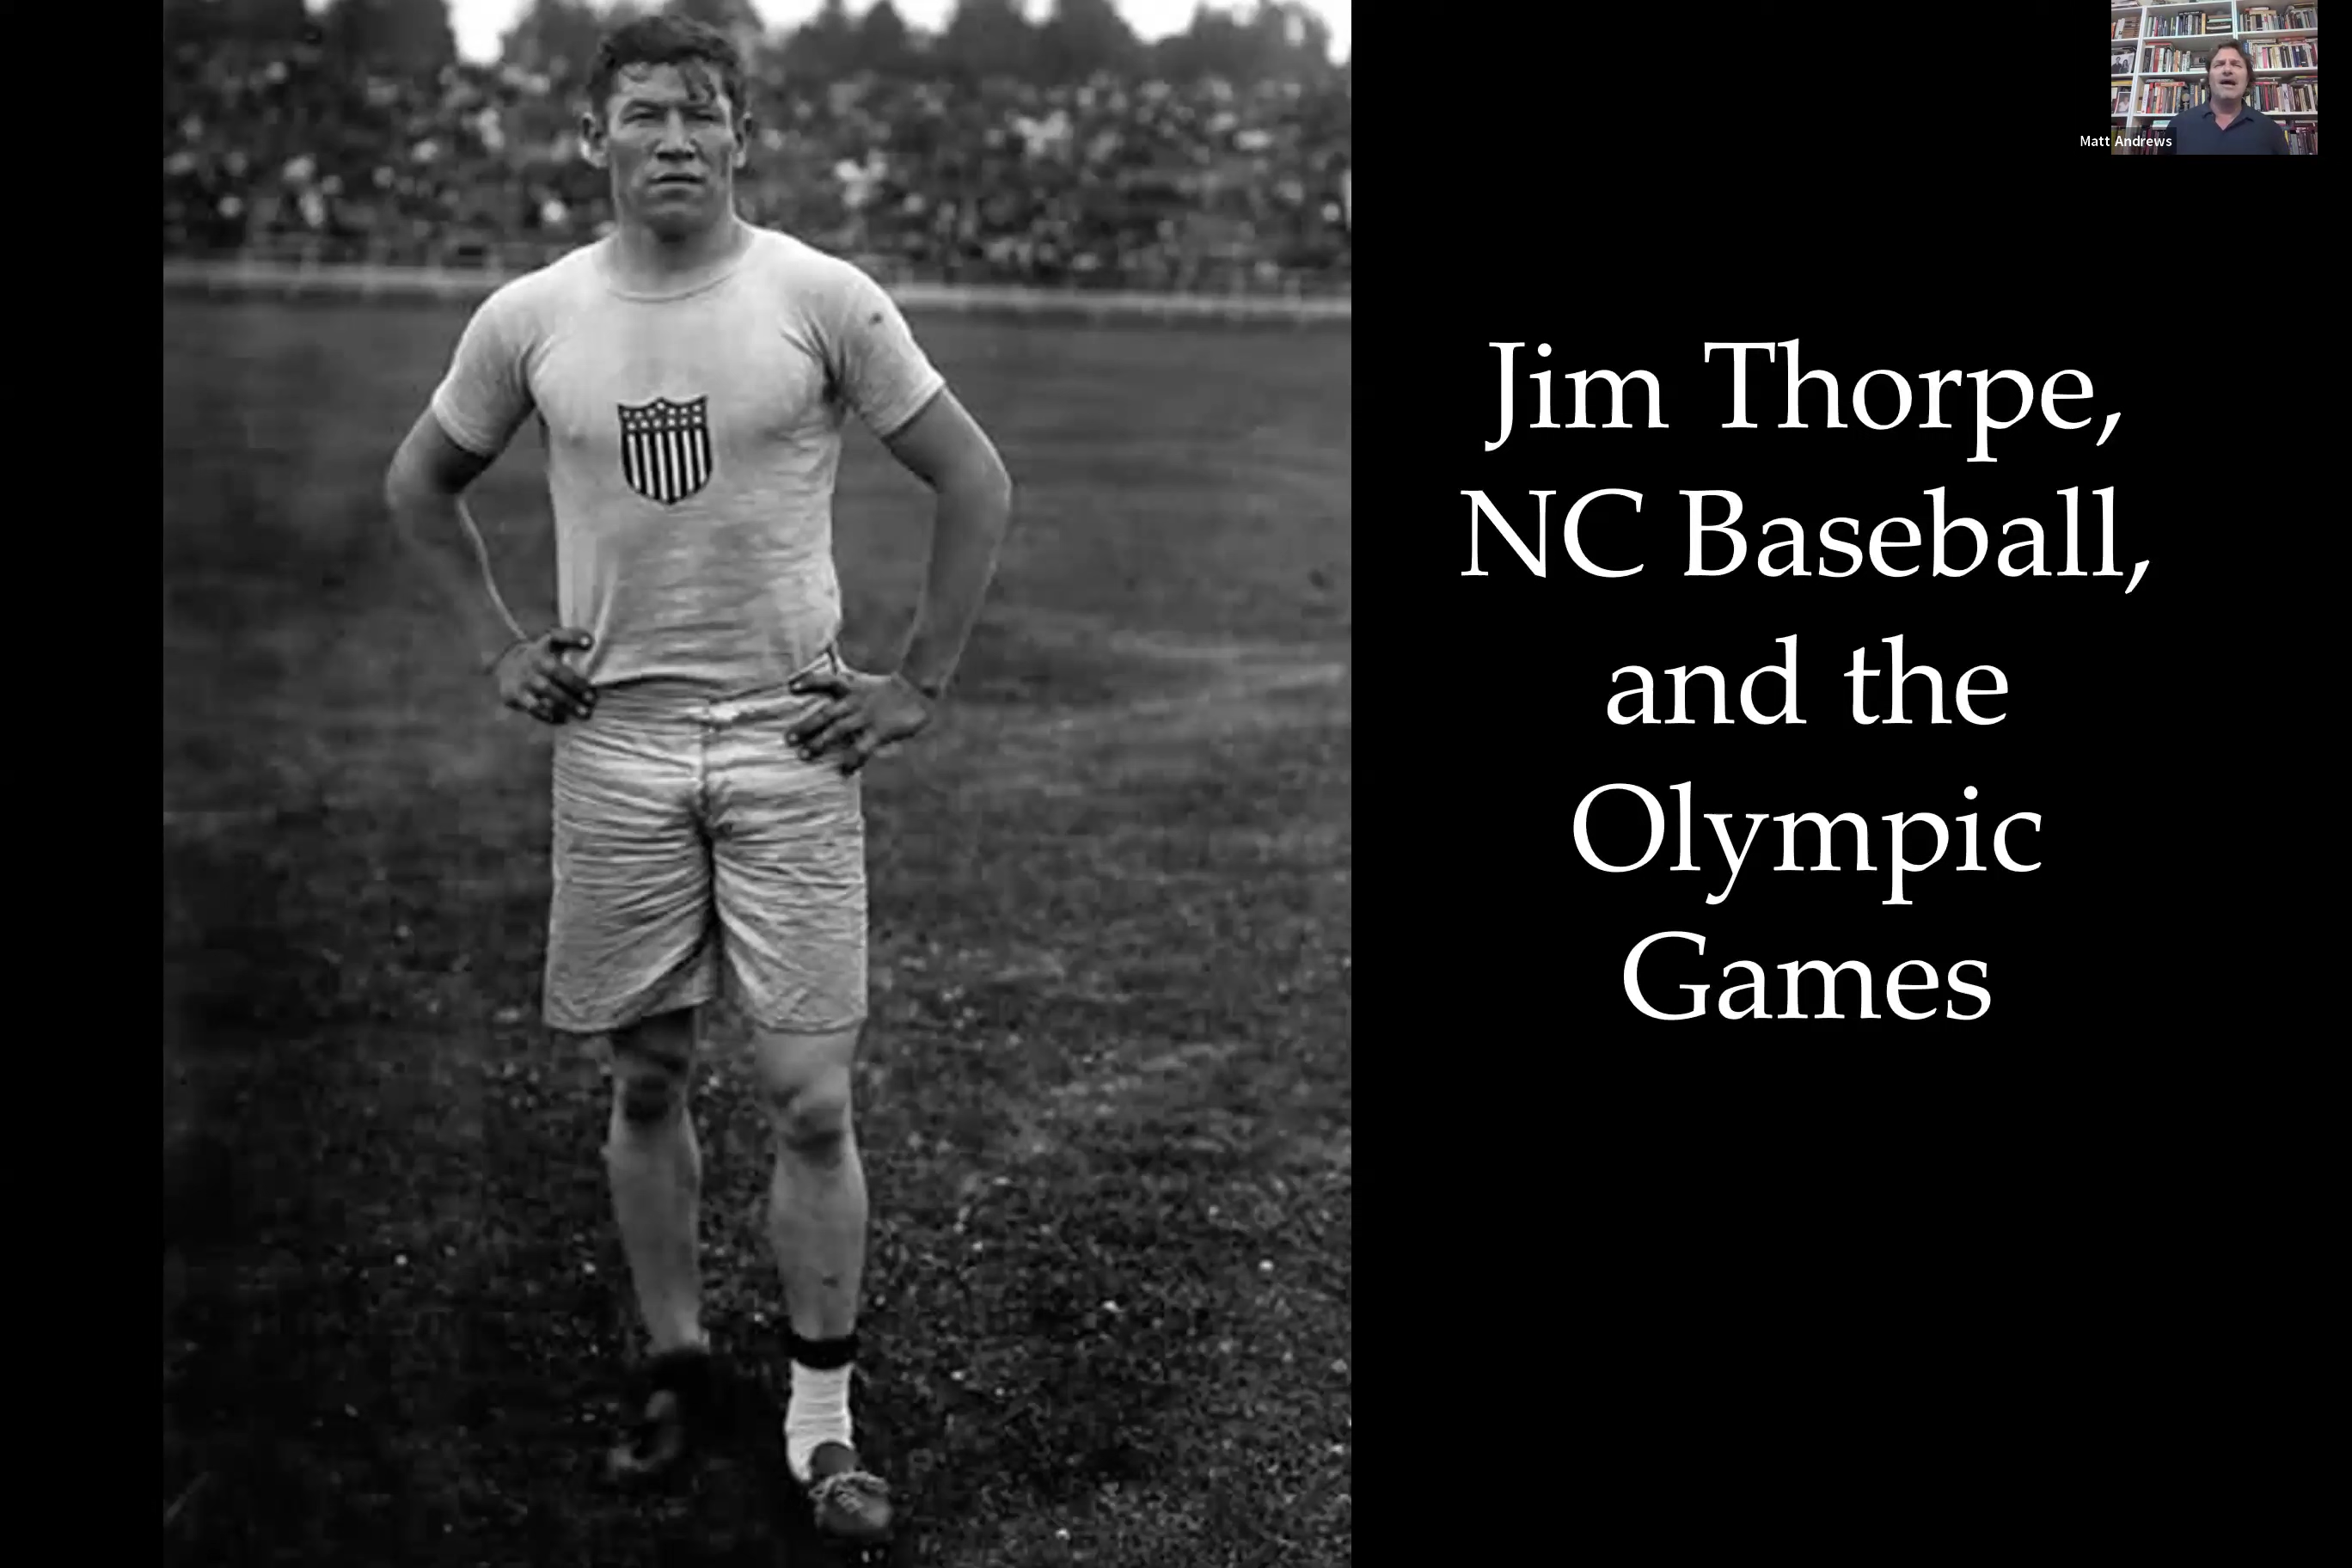 Matt Andrews
Jim Thorpe,
NC Baseball,
and the
Olympic
Games